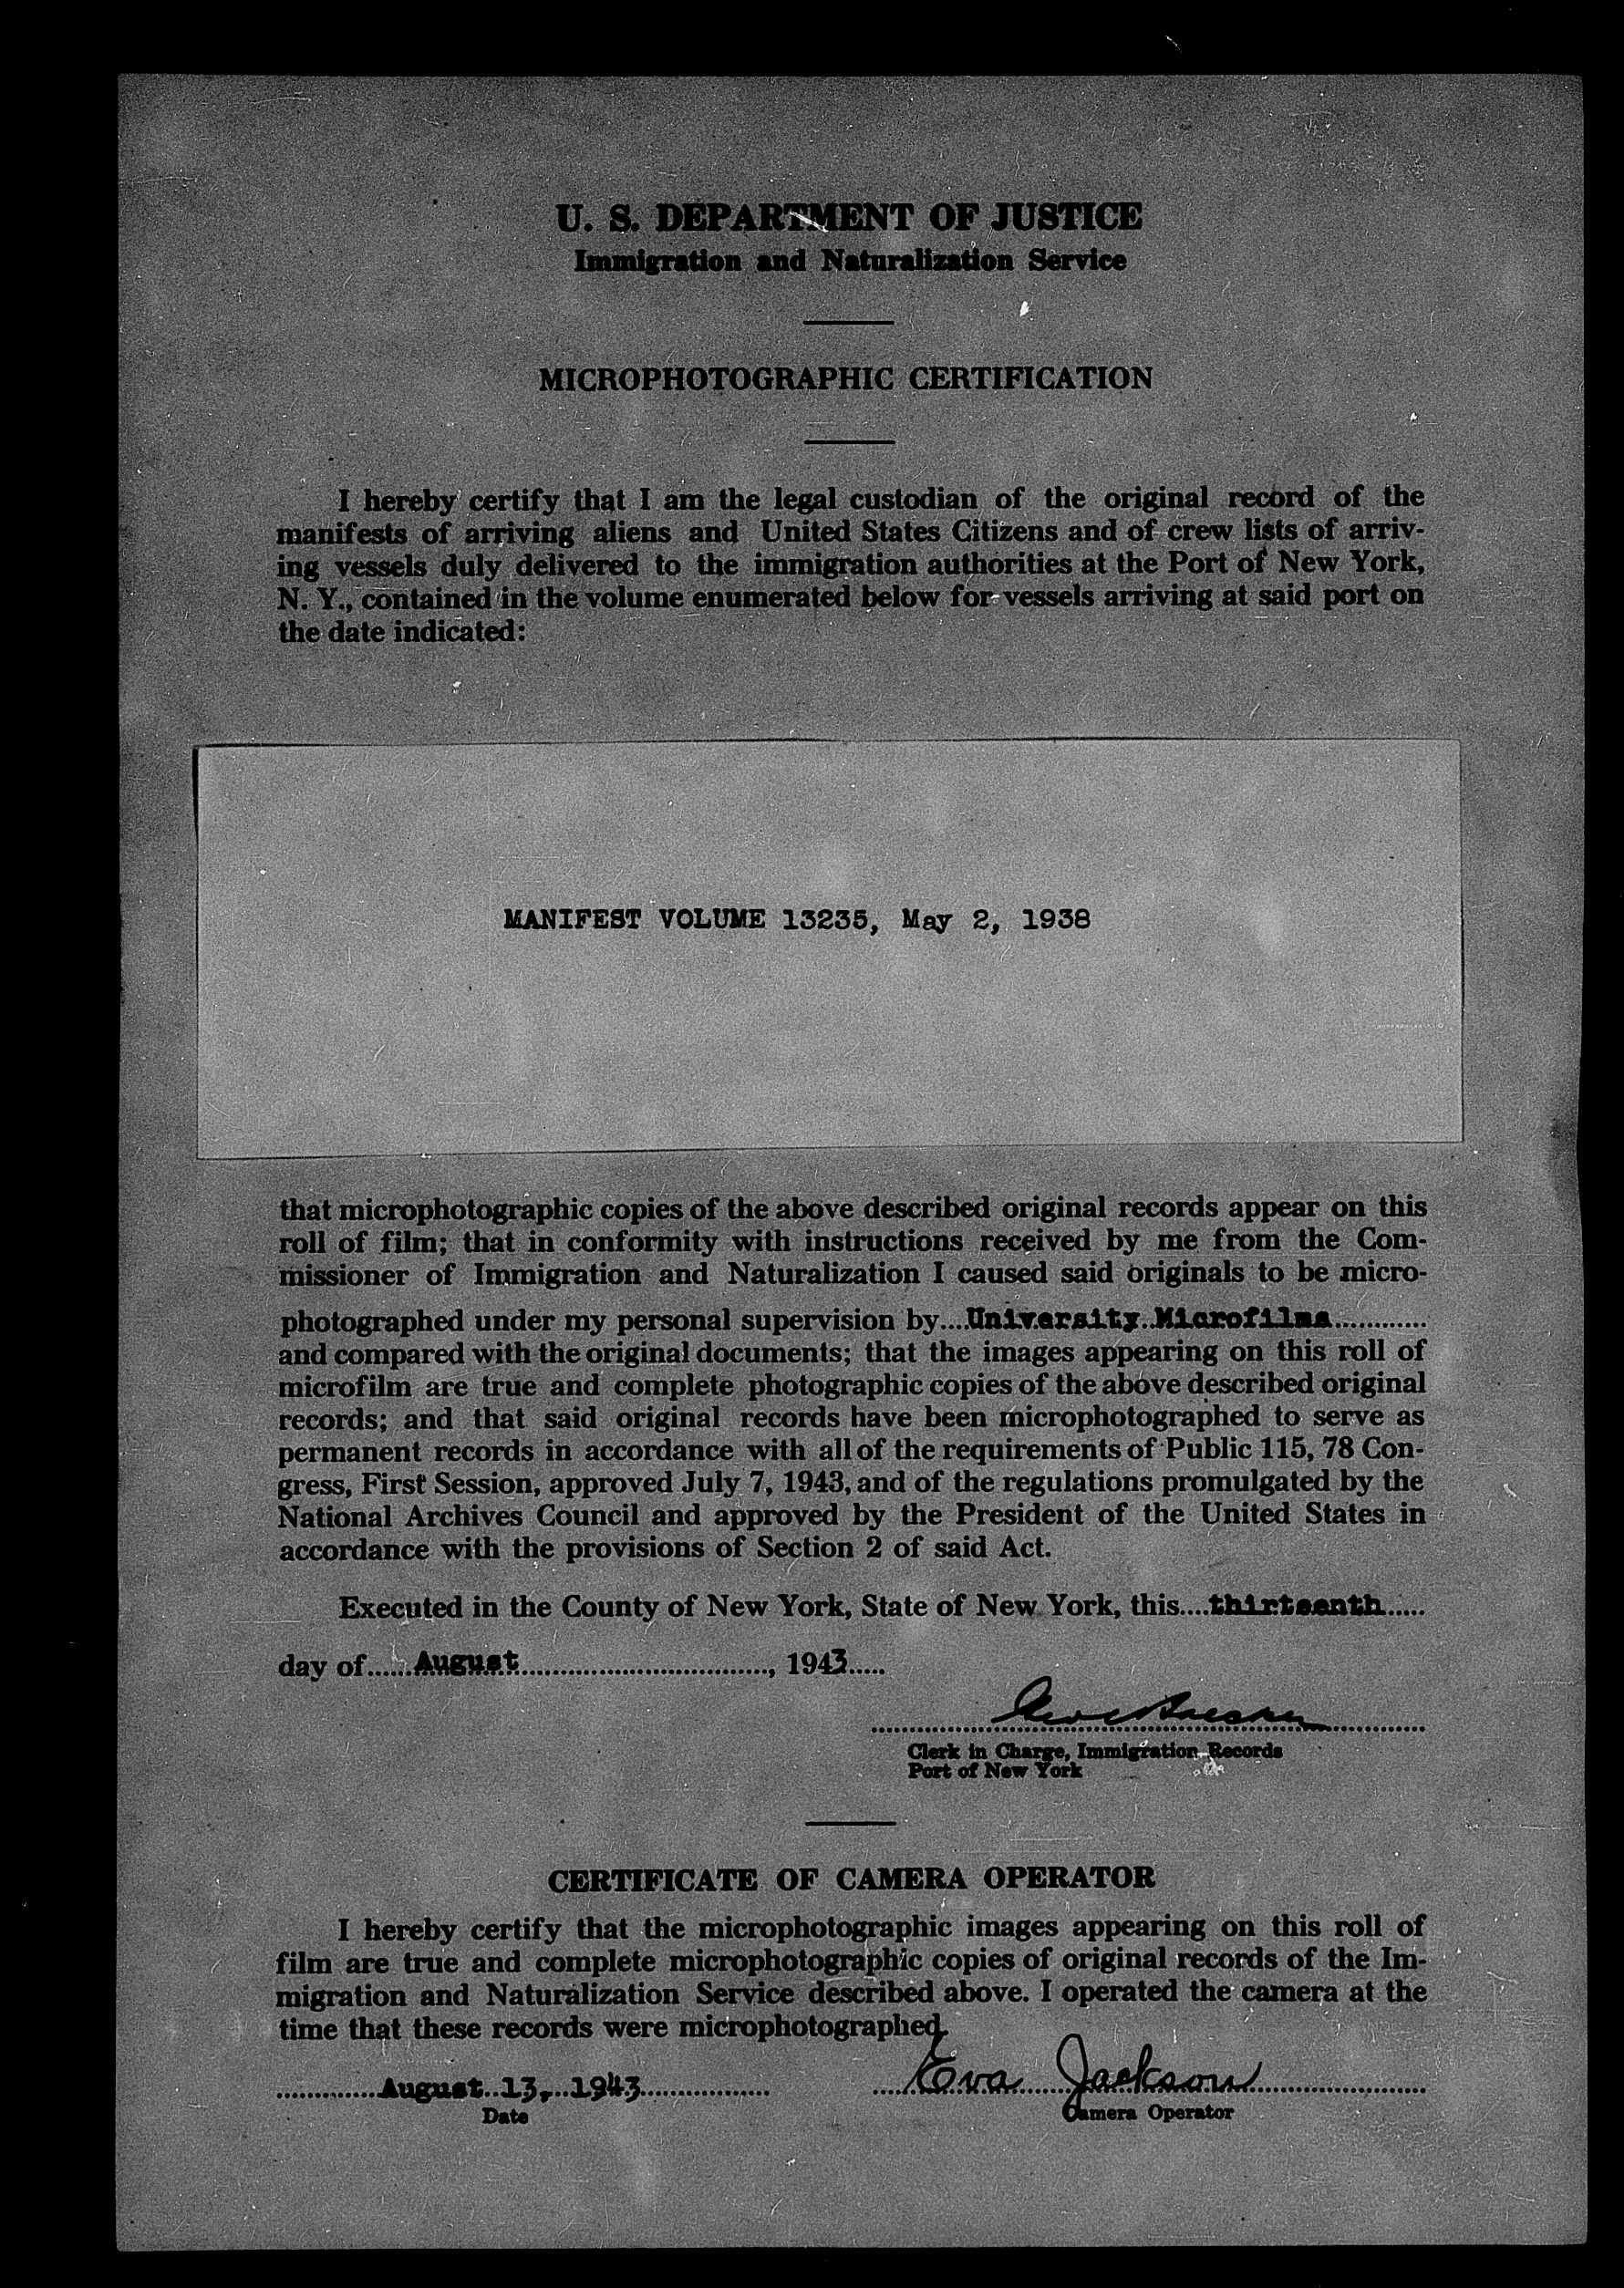 U. S. DEPARTMENT OF JUSTICE
Immigration and Naturalization Service
MICROPHOTOGRAPHIC CERTIFICATION
I hereby certify that I am the legal custodian of the original record of the
manifests of arriving aliens and United States Citizens and of crew lists of arriv-
ing vessels duly delivered to the immigration authorities at the Port of New York,
N. Y., contained in the volume enumerated below for vessels arriving at said port on
the date indicated:
MANIFEST VOLUME 13235, May 2, 1938
that microphotographic copies of the above described original records appear on this
roll of film; that in conformity with instructions received by me from the Com-
missioner of Immigration and Naturalization I caused said originals to be micro-
photographed under my personal supervision by....University Microfilms............
and compared with the original documents; that the images appearing on this roll of
microfilm are true and complete photographic copies of the above described original
records; and that said original records have been microphotographed to serve as
permanent records in accordance with all of the requirements of Public 115, 78 Con-
gress, First Session, approved July 7, 1943, and of the regulations promulgated by the
National Archives Council and approved by the President of the United States in
accordance with the provisions of Section 2 of said Act.
Executed in the County of New York, State of New York, this....thirteenth.....
day of......August......................................, 1943.....
Clerk in Charge, Immigration Records
Port of New York
CERTIFICATE OF CAMERA OPERATOR
I hereby certify that the microphotographic images appearing on this roll of
film are true and complete microphotographic copies of original records of the Im-
migration and Naturalization Service described above. I operated the camera at the
time that these records were microphotographed.
August 13, 1943 Eva Jackson
Date Camera Operator